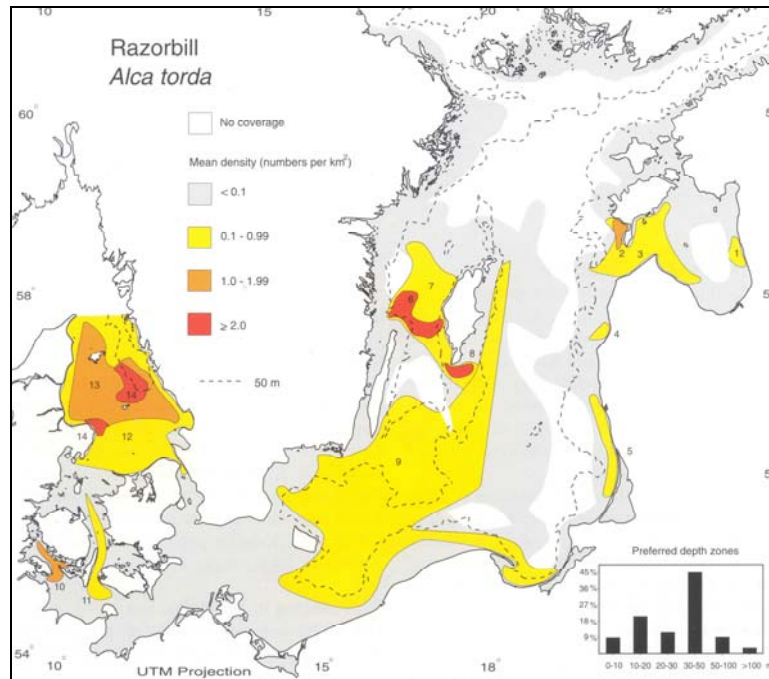 10 15 20 24
Razorbill
Alca torda
60°
No coverage
Mean density (numbers per km²)
< 0.1
0.1 - 0.99
1.0 - 1.99
≥ 2.0
50 m
58
2 3 1
6 7
4
8
13 14
14 12
9
5
10 11
Preferred depth zones
45%
36%
27%
18%
9%
0-10 10-20 20-30 30-50 50-100 >100
54
10 15 18
UTM Projection